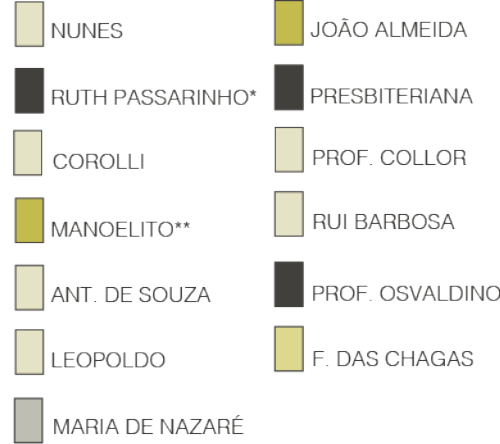 NUNES
RUTH PASSARINHO*
COROLLI
MANOELITO**
ANT. DE SOUZA
LEOPOLDO
MARIA DE NAZARÉ
JOÃO ALMEIDA
PRESBITERIANA
PROF. COLLOR
RUI BARBOSA
PROF. OSVALDINO
F. DAS CHAGAS